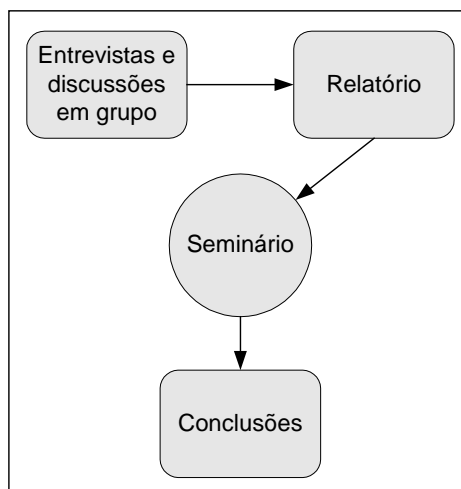 Entrevistas e
discussões
em grupo
Relatório
Seminário
Conclusões